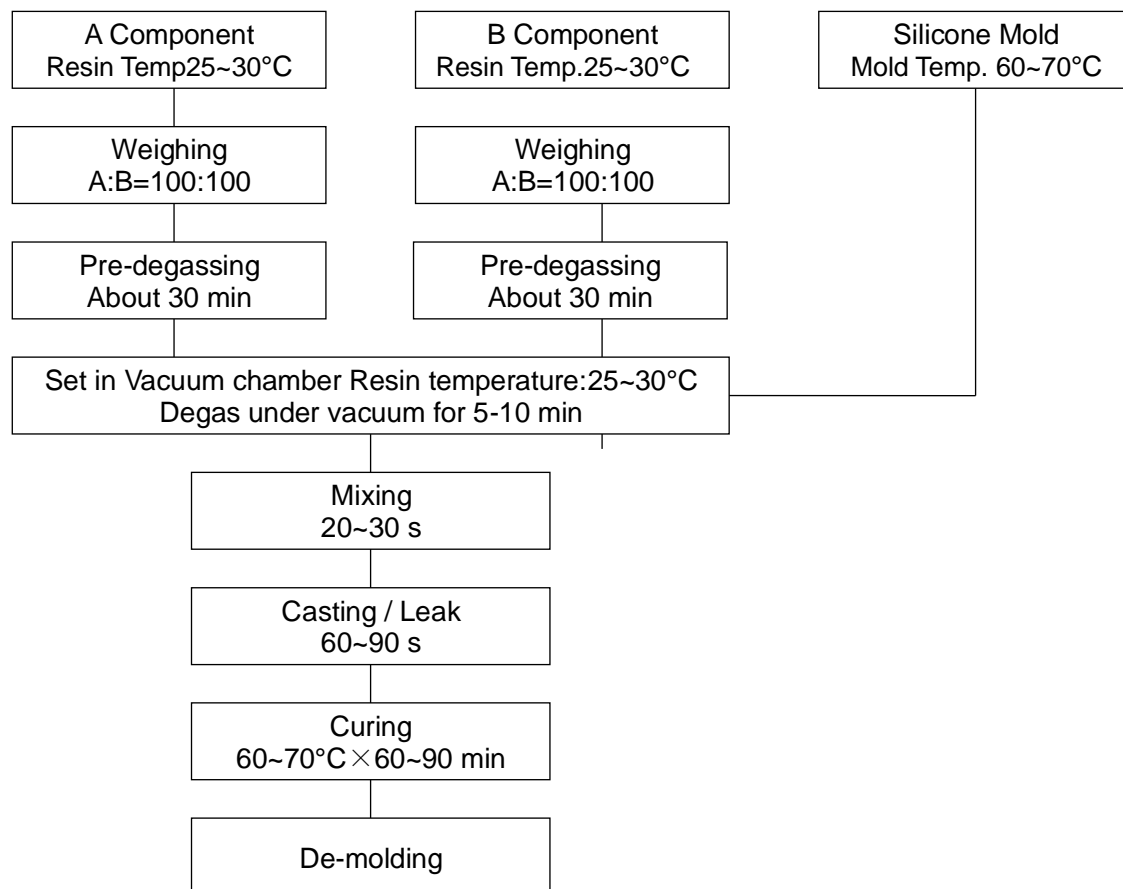 A Component
Resin Temp25~30°C
B Component
Resin Temp.25~30°C
Silicone Mold
Mold Temp. 60~70°C
Weighing
A:B=100:100
Weighing
A:B=100:100
Pre-degassing
About 30 min
Pre-degassing
About 30 min
Set in Vacuum chamber Resin temperature:25~30°C
Degas under vacuum for 5-10 min
Mixing
20~30 s
Casting / Leak
60~90 s
Curing
60~70°C×60~90 min
De-molding